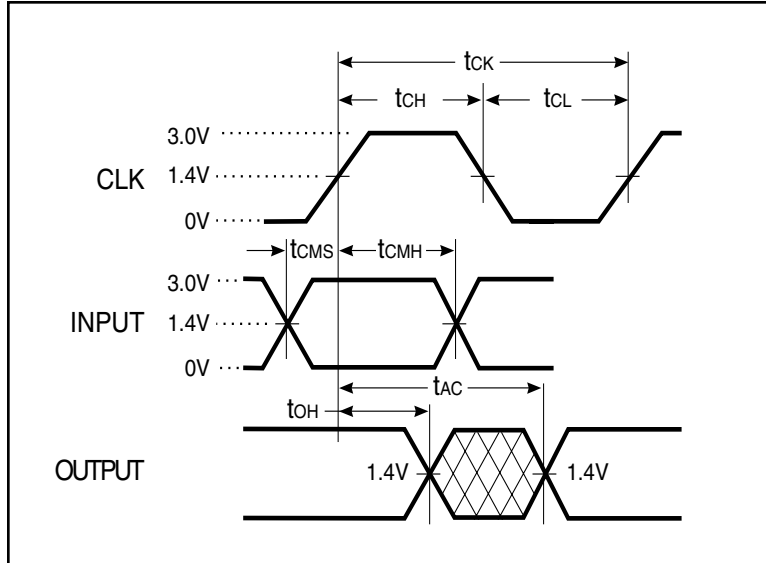 tCK
tCH tCL
3.0V
CLK 1.4V
0V
tCMS tCMH
3.0V
INPUT 1.4V
0V
tAC
tOH
OUTPUT 1.4V 1.4V